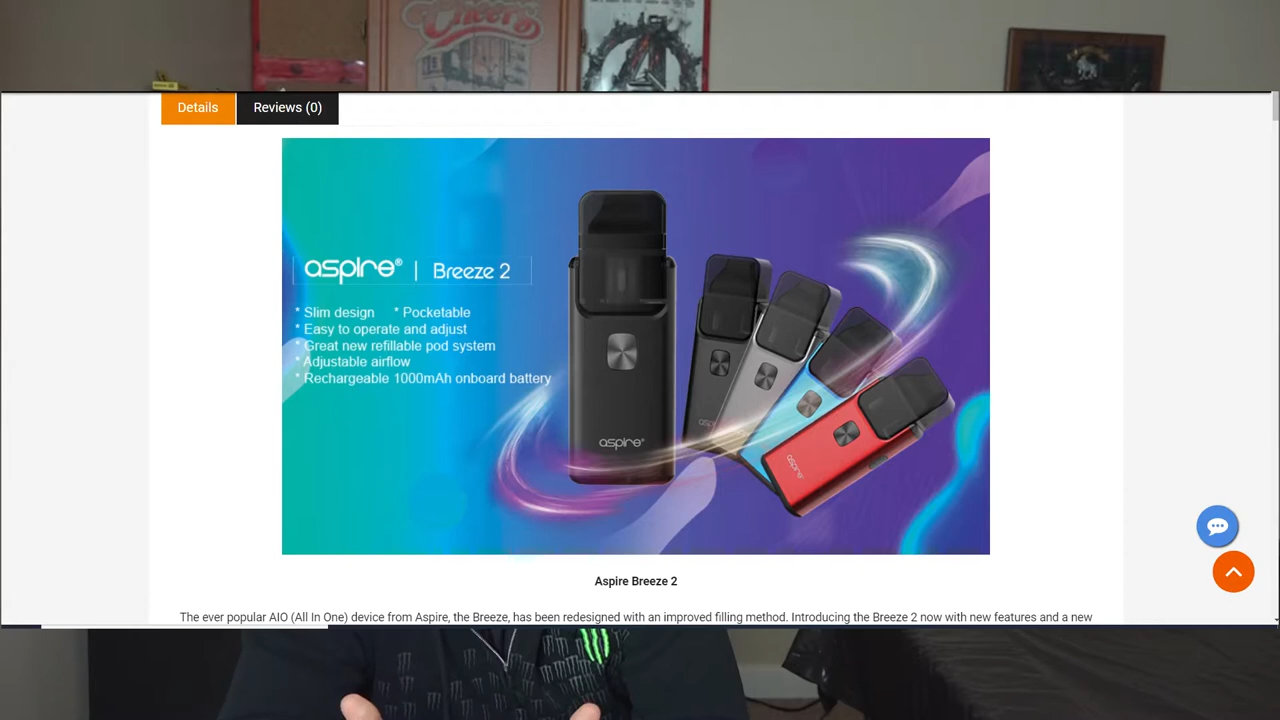 Cheers
Details
Reviews (0)
aspire® | Breeze 2
* Slim design * Pocketable
* Easy to operate and adjust
* Great new refillable pod system
* Adjustable airflow
* Rechargeable 1000mAh onboard battery
aspire®
aspire
Aspire Breeze 2
The ever popular AIO (All In One) device from Aspire, the Breeze, has been redesigned with an improved filling method. Introducing the Breeze 2 now with new features and a new